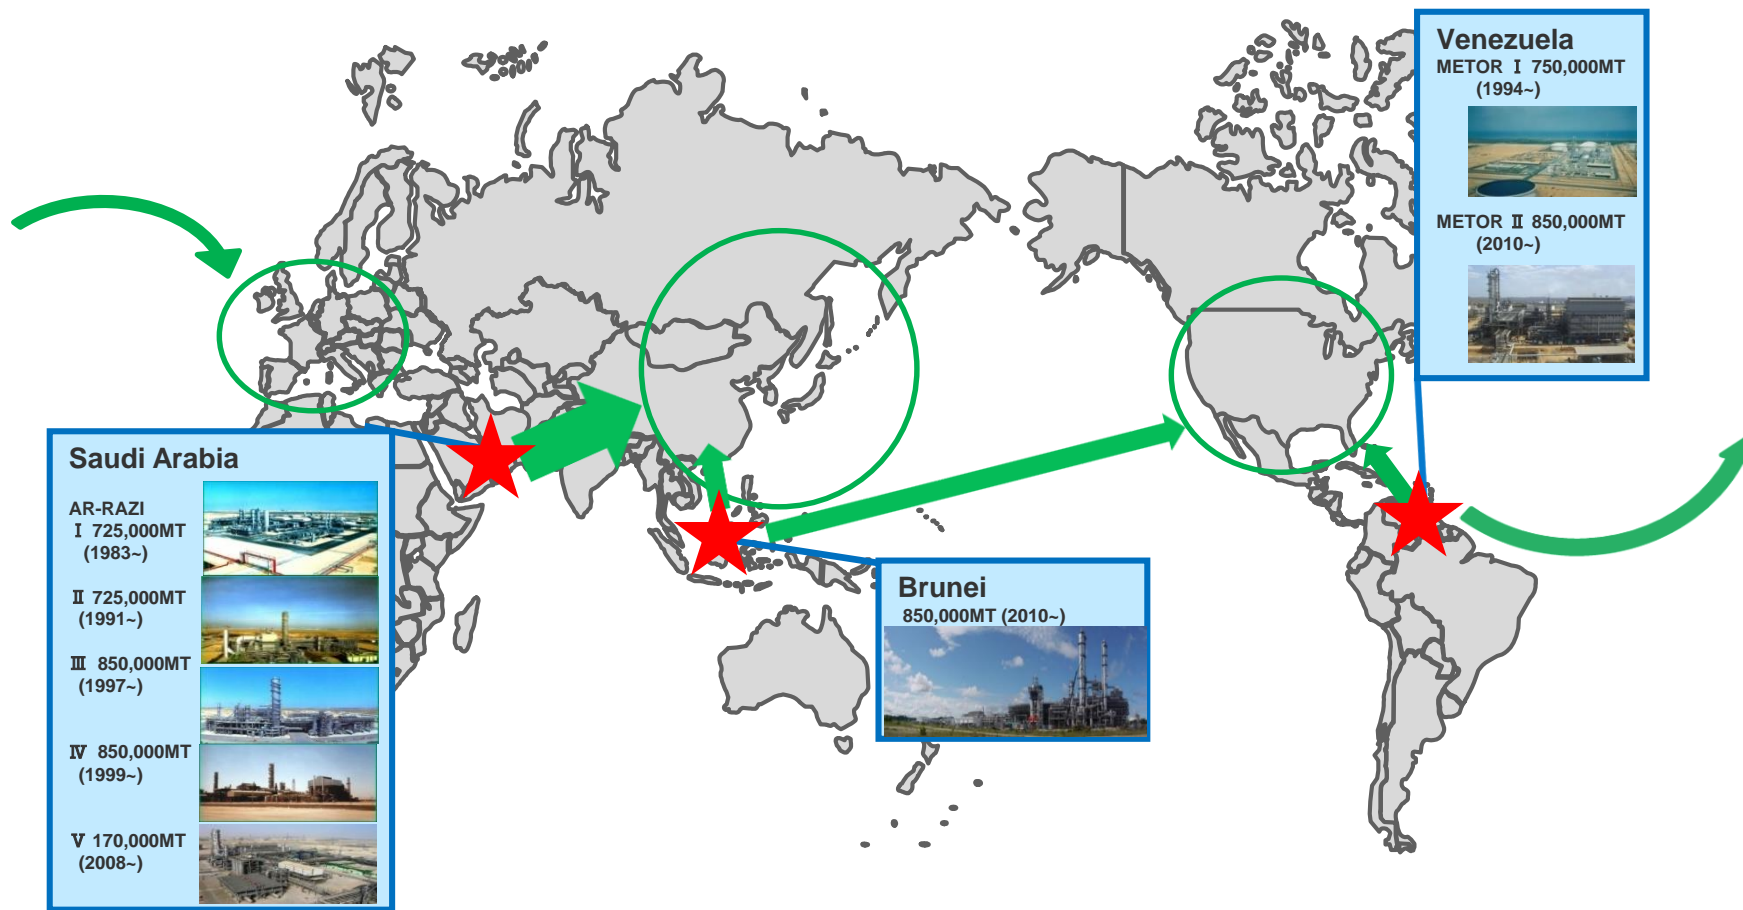 Venezuela
METOR Ⅰ 750,000MT
(1994~)
METOR Ⅱ 850,000MT
(2010~)
Saudi Arabia
AR-RAZI
Ⅰ 725,000MT
(1983~)
Ⅱ 725,000MT
(1991~)
Ⅲ 850,000MT
(1997~)
Ⅳ 850,000MT
(1999~)
Ⅴ 170,000MT
(2008~)
Brunei
850,000MT (2010~)